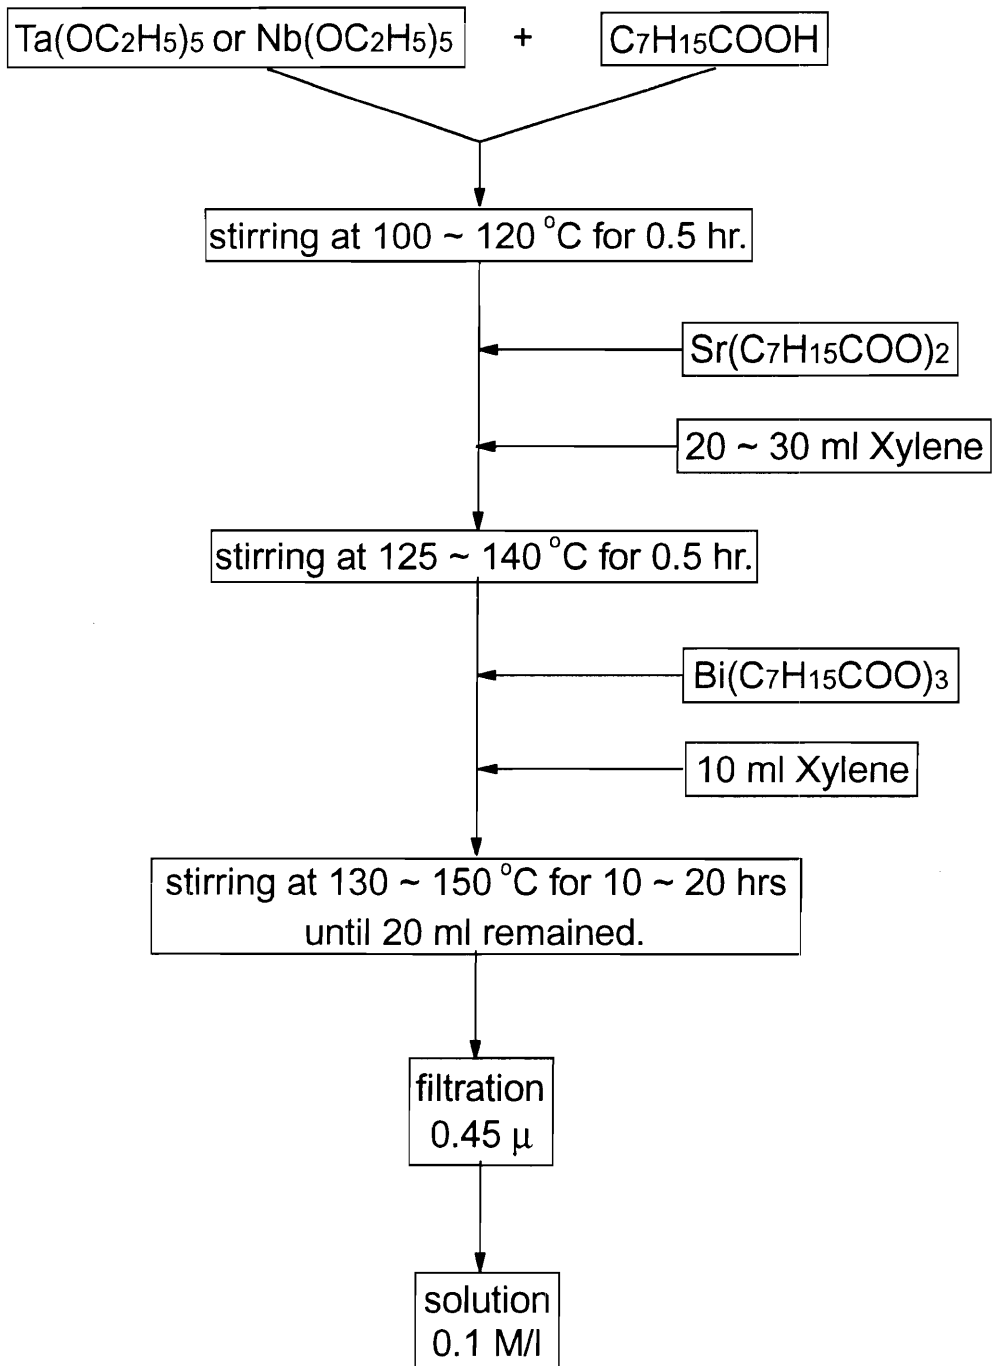 Ta(OC2H5)5 or Nb(OC2H5)5 + C7H15COOH
stirring at 100 ~ 120 °C for 0.5 hr.
Sr(C7H15COO)2
20 ~ 30 ml Xylene
stirring at 125 ~ 140 °C for 0.5 hr.
Bi(C7H15COO)3
10 ml Xylene
stirring at 130 ~ 150 °C for 10 ~ 20 hrs
until 20 ml remained.
filtration
0.45 μ
solution
0.1 M/l